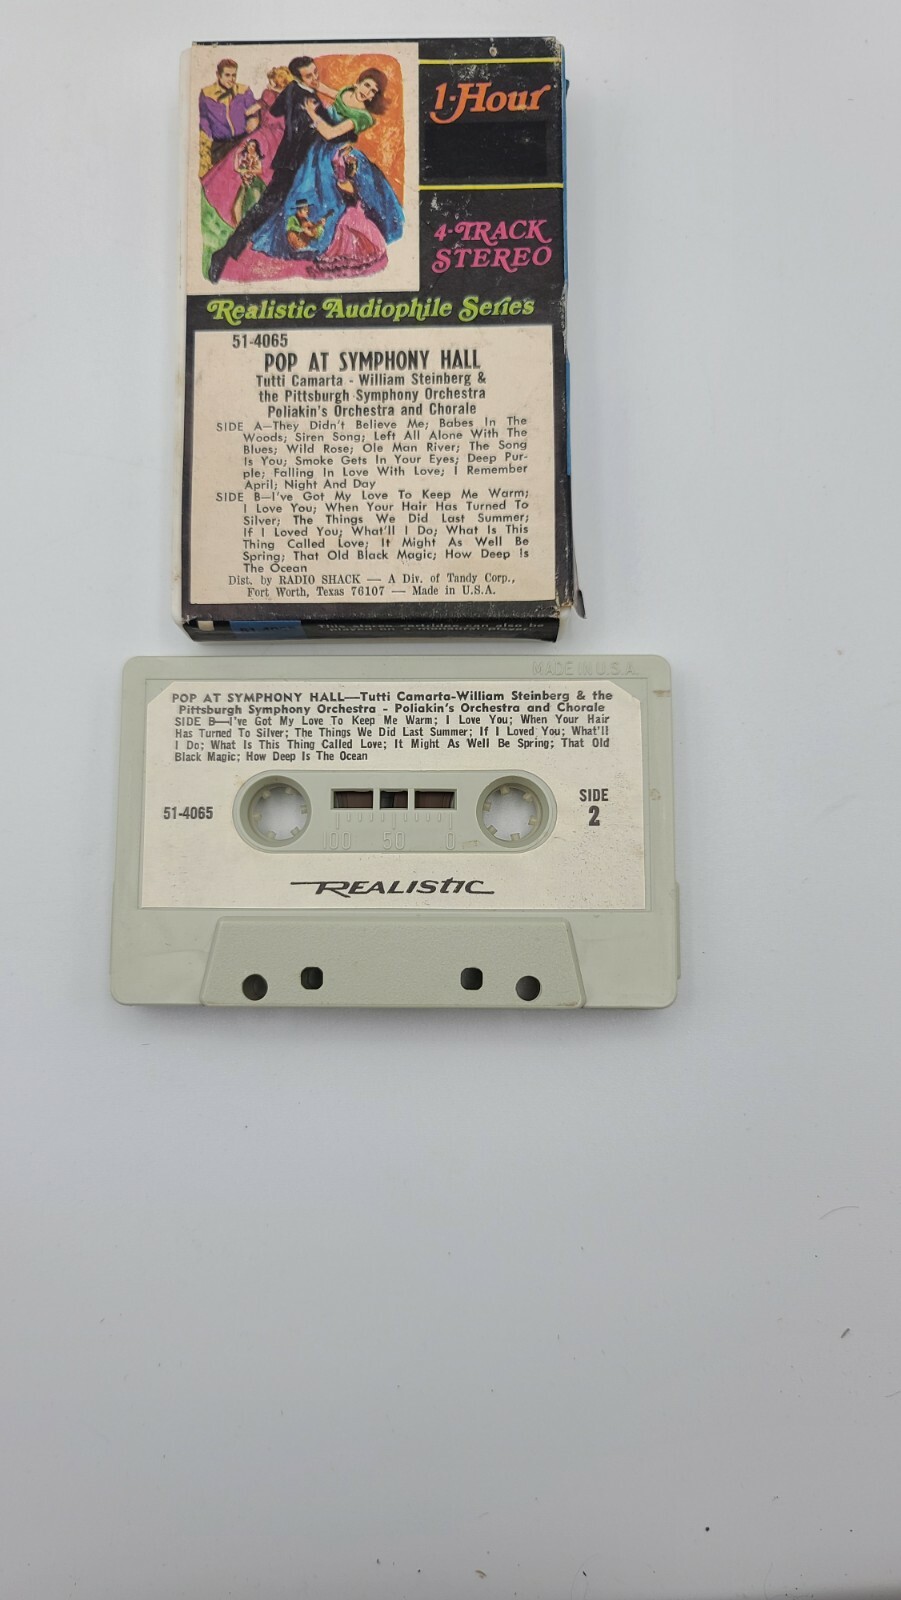 1-Hour
4-TRACK
STEREO
Realistic Audiophile Series
51-4065
POP AT SYMPHONY HALL
Tutti Camarta - William Steinberg &
the Pittsburgh Symphony Orchestra
Poliakin's Orchestra and Chorale
SIDE A—They Didn't Believe Me; Babes In The
Woods; Siren Song; Left All Alone With The
Blues; Wild Rose; Ole Man River; The Song
Is You; Smoke Gets In Your Eyes; Deep Pur-
ple; Falling In Love With Love; I Remember
April; Night And Day
SIDE B—I've Got My Love To Keep Me Warm;
I Love You; When Your Hair Has Turned To
Silver; The Things We Did Last Summer;
If I Loved You; What'll I Do; What Is This
Thing Called Love; It Might As Well Be
Spring; That Old Black Magic; How Deep Is
The Ocean
Dist. by RADIO SHACK — A Div. of Tandy Corp.,
Fort Worth, Texas 76107 — Made in U.S.A.
This stereo cartridge can also be
played on a monaural player
MADE IN U.S.A.
POP AT SYMPHONY HALL—Tutti Camarta-William Steinberg & the
Pittsburgh Symphony Orchestra - Poliakin's Orchestra and Chorale
SIDE B—I've Got My Love To Keep Me Warm; I Love You; When Your Hair
Has Turned To Silver; The Things We Did Last Summer; If I Loved You; What'll
I Do; What Is This Thing Called Love; It Might As Well Be Spring; That Old
Black Magic; How Deep Is The Ocean
51-4065
SIDE
2
100 50 0
REALISTIC